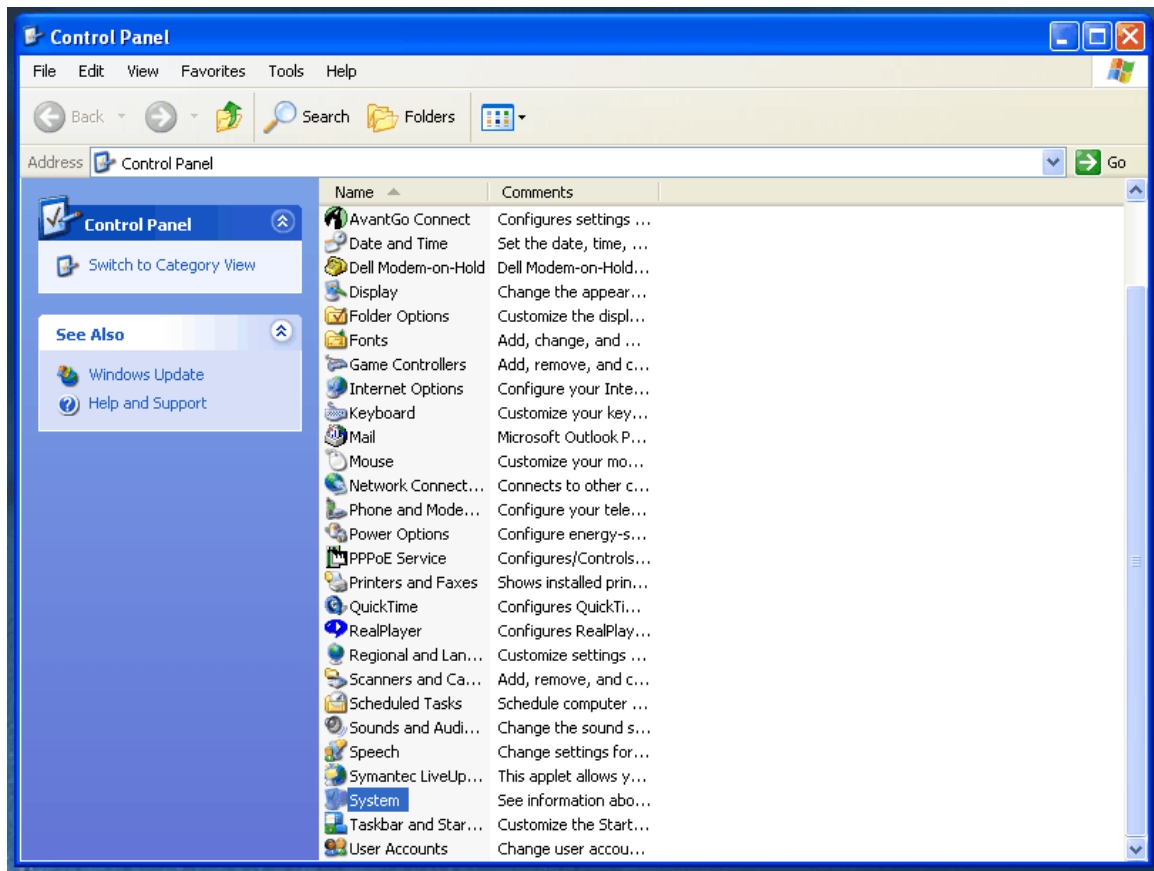 Control Panel
File Edit View Favorites Tools Help
Back Search Folders
Address Control Panel Go
Control Panel
Switch to Category View
See Also
Windows Update
Help and Support
Name Comments
AvantGo Connect Configures settings ...
Date and Time Set the date, time, ...
Dell Modem-on-Hold Dell Modem-on-Hold...
Display Change the appear...
Folder Options Customize the displ...
Fonts Add, change, and ...
Game Controllers Add, remove, and c...
Internet Options Configure your Inte...
Keyboard Customize your key...
Mail Microsoft Outlook P...
Mouse Customize your mo...
Network Connect... Connects to other c...
Phone and Mode... Configure your tele...
Power Options Configure energy-s...
PPPoE Service Configures/Controls...
Printers and Faxes Shows installed prin...
QuickTime Configures QuickTi...
RealPlayer Configures RealPlay...
Regional and Lan... Customize settings ...
Scanners and Ca... Add, remove, and c...
Scheduled Tasks Schedule computer ...
Sounds and Audi... Change the sound s...
Speech Change settings for...
Symantec LiveUp... This applet allows y...
System See information abo...
Taskbar and Star... Customize the Start...
User Accounts Change user accou...